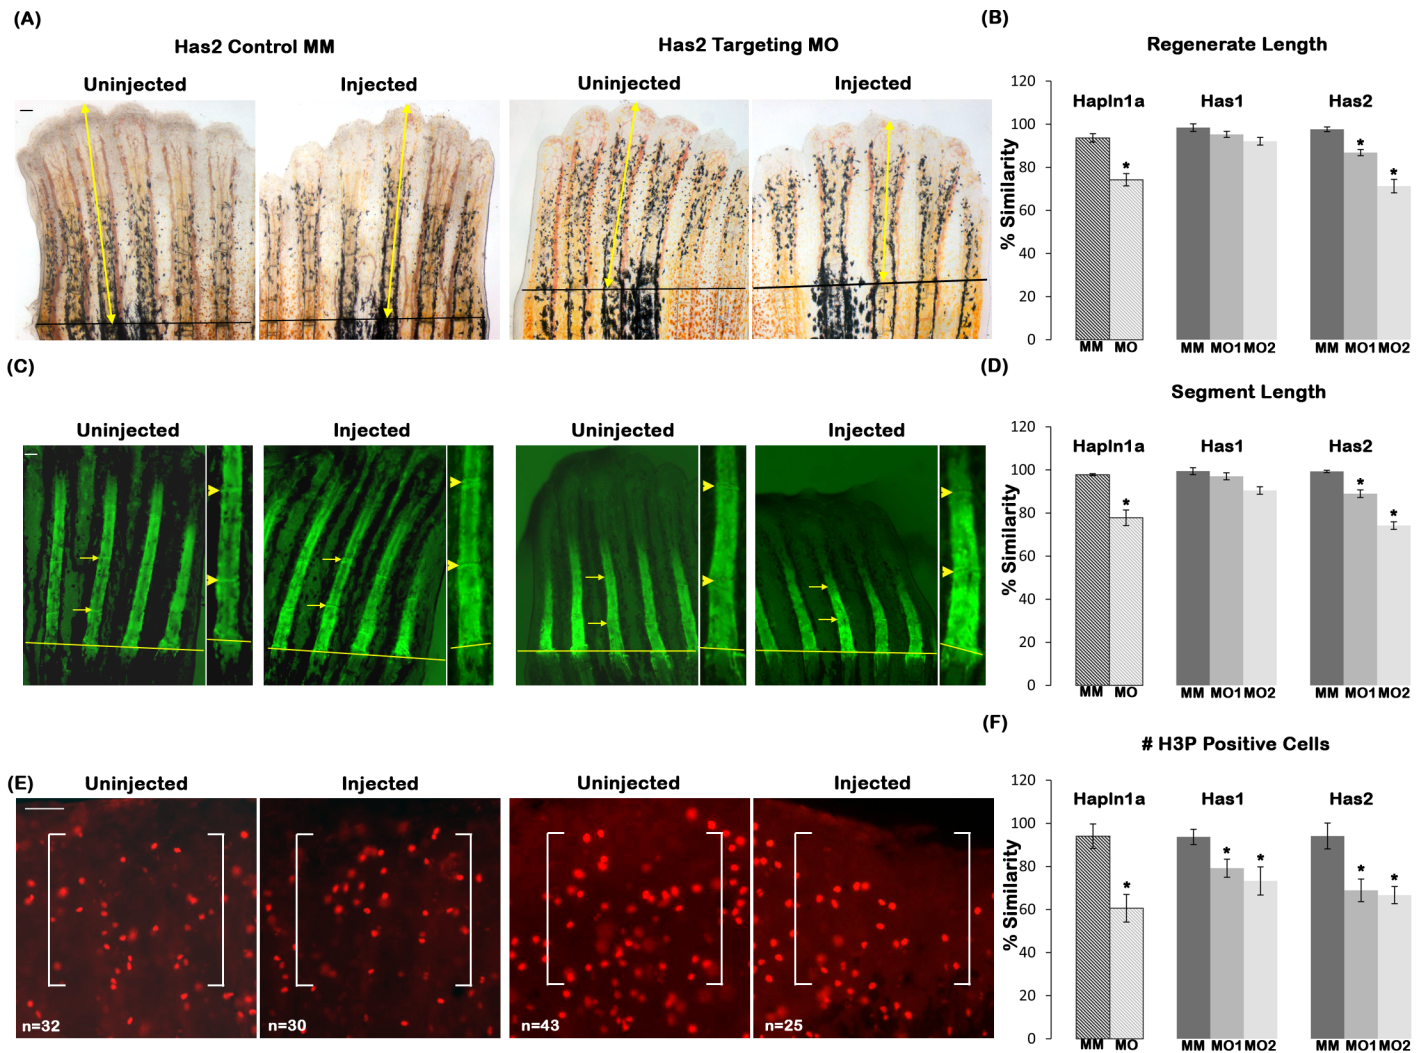 (A)
Has2 Control MM
Has2 Targeting MO
Uninjected
Injected
Uninjected
Injected
(B)
Regenerate Length
120
100
80
60
40
20
0
% Similarity
Hapln1a
Has1
Has2
*
*
*
MM MO
MM MO1 MO2
MM MO1 MO2
(C)
Uninjected
Injected
Uninjected
Injected
(D)
Segment Length
120
100
80
60
40
20
0
% Similarity
Hapln1a
Has1
Has2
*
*
*
MM MO
MM MO1 MO2
MM MO1 MO2
(E)
Uninjected
Injected
Uninjected
Injected
n=32
n=30
n=43
n=25
(F)
# H3P Positive Cells
120
100
80
60
40
20
0
% Similarity
Hapln1a
Has1
Has2
*
*
*
*
*
MM MO
MM MO1 MO2
MM MO1 MO2